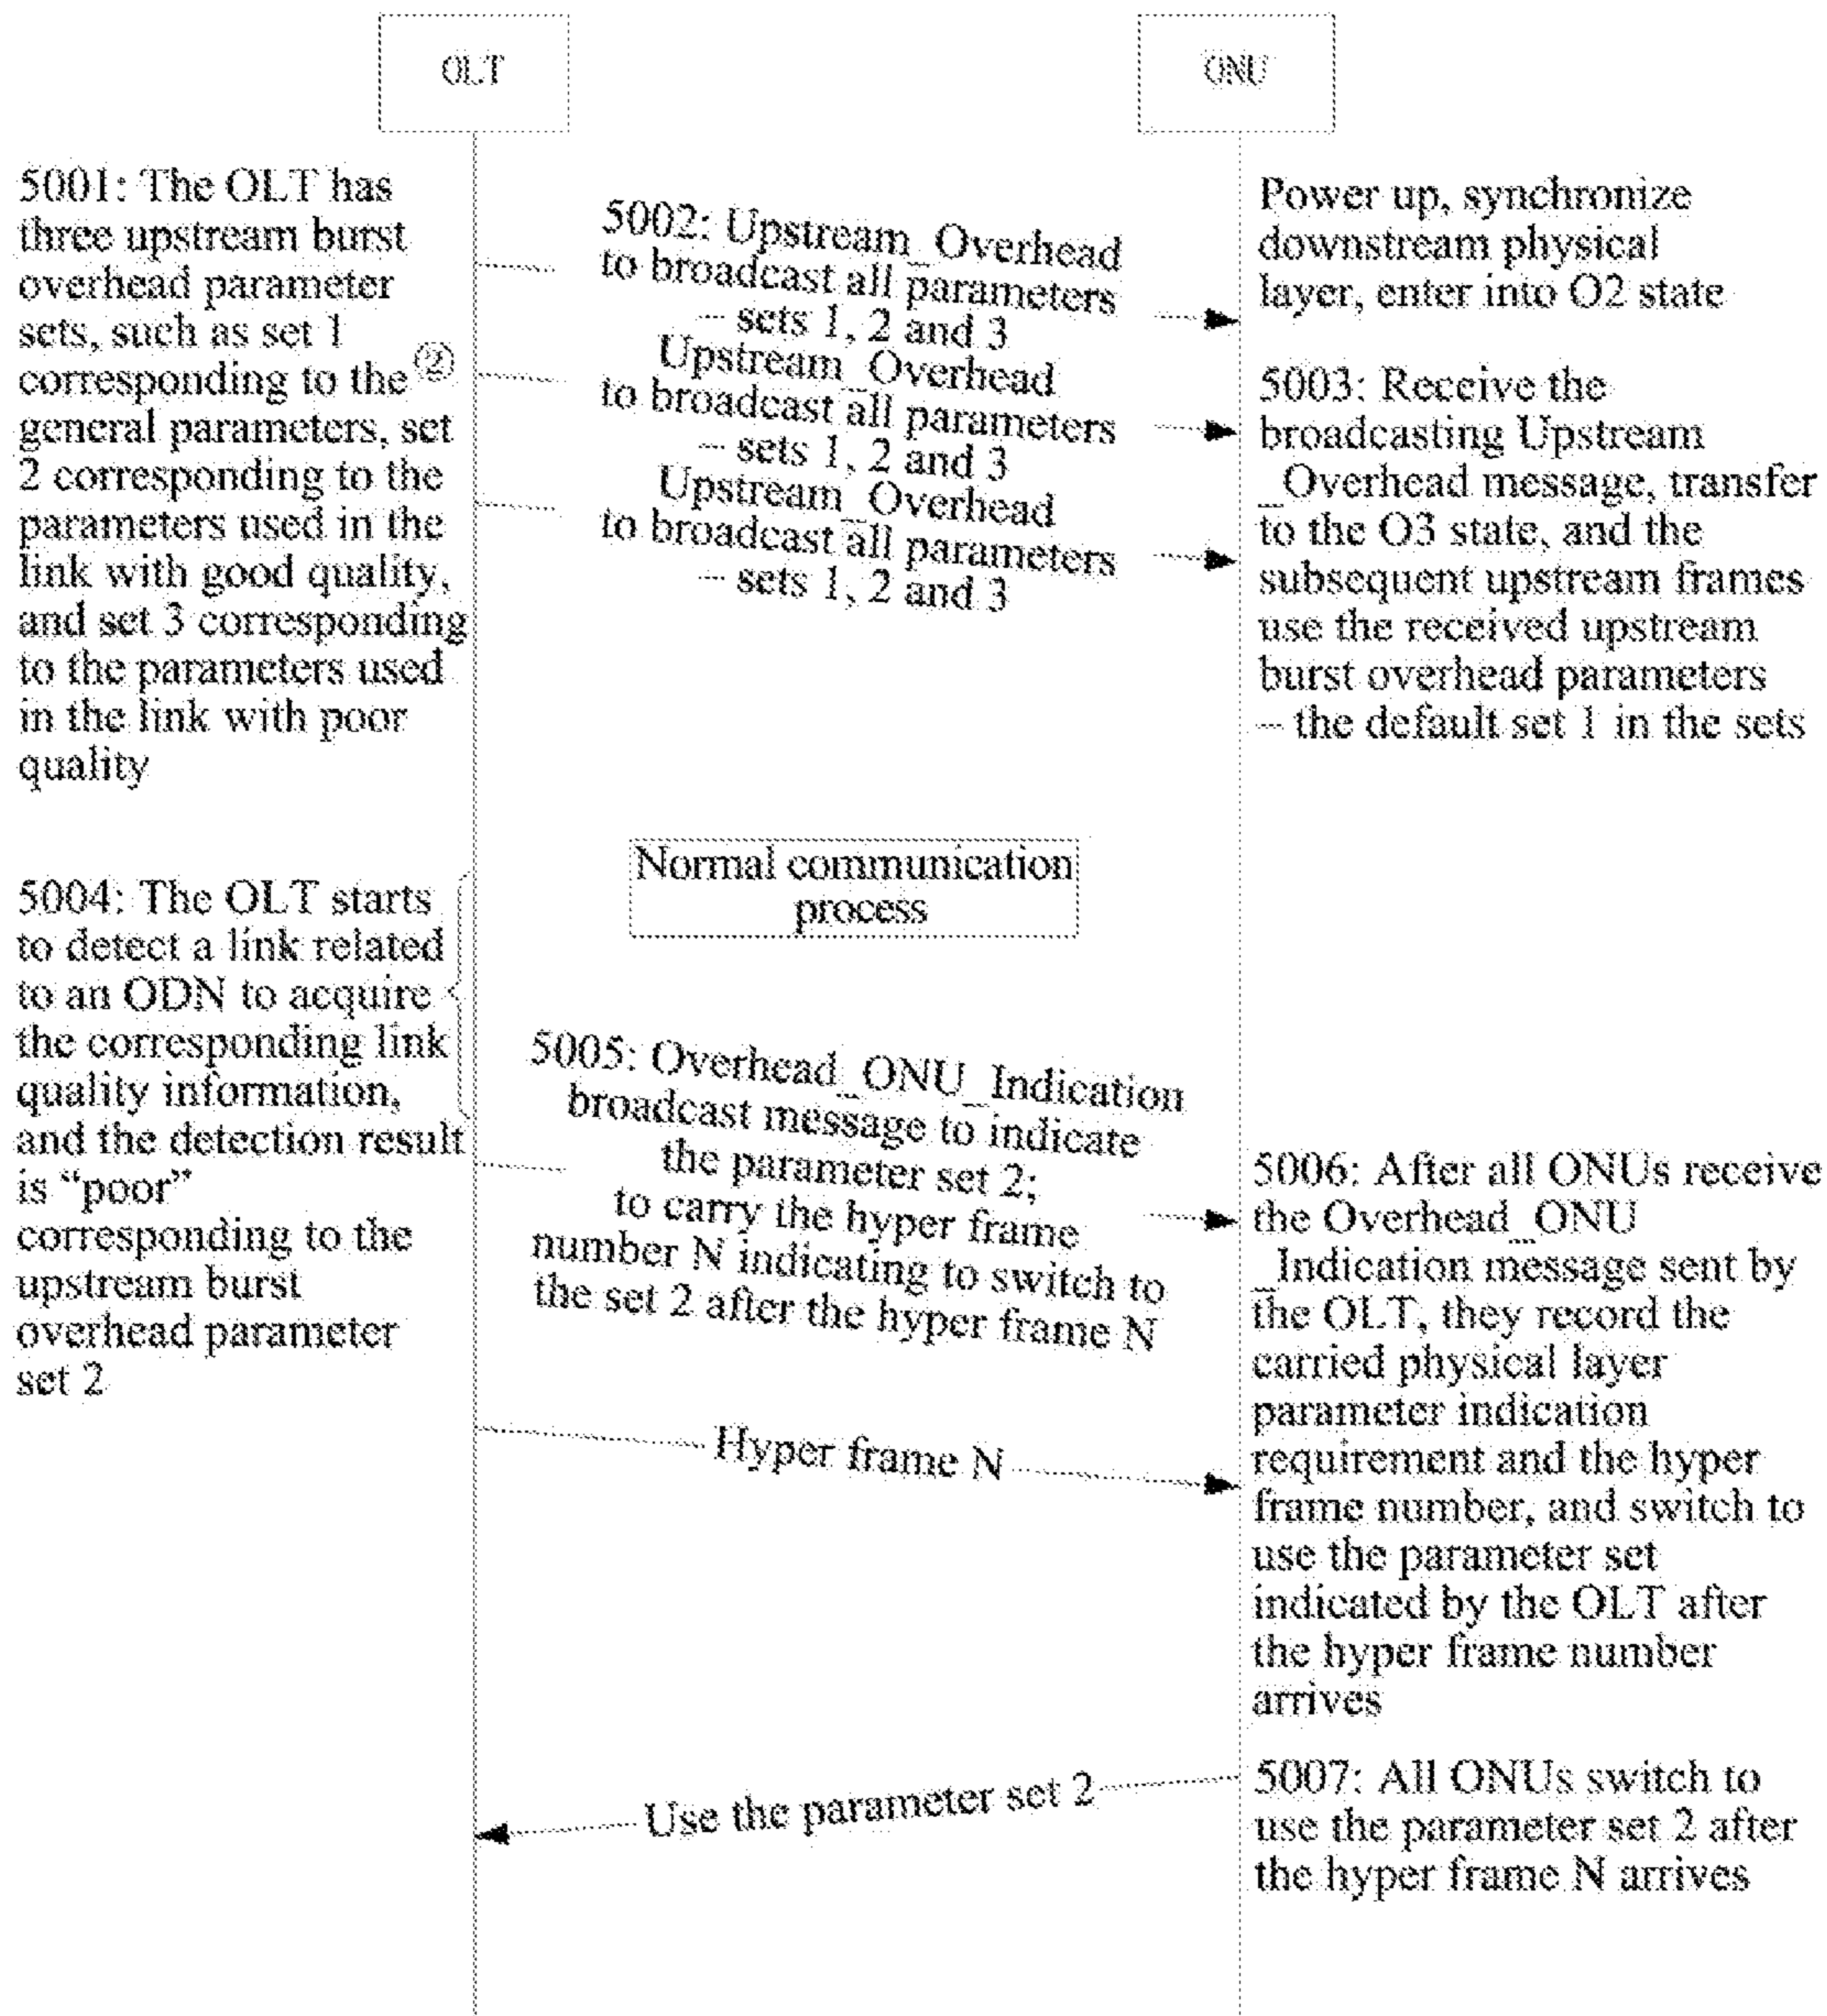 OLT
ONU
5001: The OLT has
three upstream burst
overhead parameter
sets, such as set 1
corresponding to the ②
general parameters, set
2 corresponding to the
parameters used in the
link with good quality,
and set 3 corresponding
to the parameters used
in the link with poor
quality
5002: Upstream_Overhead
to broadcast all parameters
-- sets 1, 2 and 3
Upstream_Overhead
to broadcast all parameters
-- sets 1, 2 and 3
Upstream_Overhead
to broadcast all parameters
-- sets 1, 2 and 3
Power up, synchronize
downstream physical
layer, enter into O2 state
5003: Receive the
broadcasting Upstream
_Overhead message, transfer
to the O3 state, and the
subsequent upstream frames
use the received upstream
burst overhead parameters
-- the default set 1 in the sets
Normal communication
process
5004: The OLT starts
to detect a link related
to an ODN to acquire
the corresponding link
quality information,
and the detection result
is “poor”
corresponding to the
upstream burst
overhead parameter
set 2
5005: Overhead_ONU_Indication
broadcast message to indicate
the parameter set 2;
to carry the hyper frame
number N indicating to switch to
the set 2 after the hyper frame N
5006: After all ONUs receive
the Overhead_ONU
_Indication message sent by
the OLT, they record the
carried physical layer
parameter indication
requirement and the hyper
frame number, and switch to
use the parameter set
indicated by the OLT after
the hyper frame number
arrives
Hyper frame N
Use the parameter set 2
5007: All ONUs switch to
use the parameter set 2 after
the hyper frame N arrives